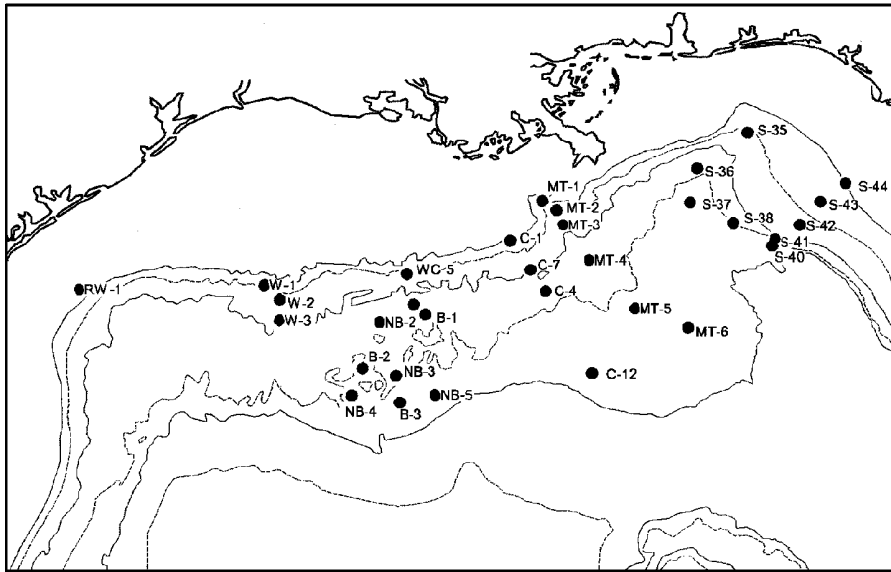 S-35
S-36
S-44
MT-1
S-37
S-43
MT-2
MT-3
S-38
S-42
C-1
S-41
S-40
MT-4
C-7
WC-5
RW-1
W-1
C-4
W-2
W-3
NB-2
B-1
MT-5
MT-6
B-2
NB-3
C-12
NB-4
B-3
NB-5